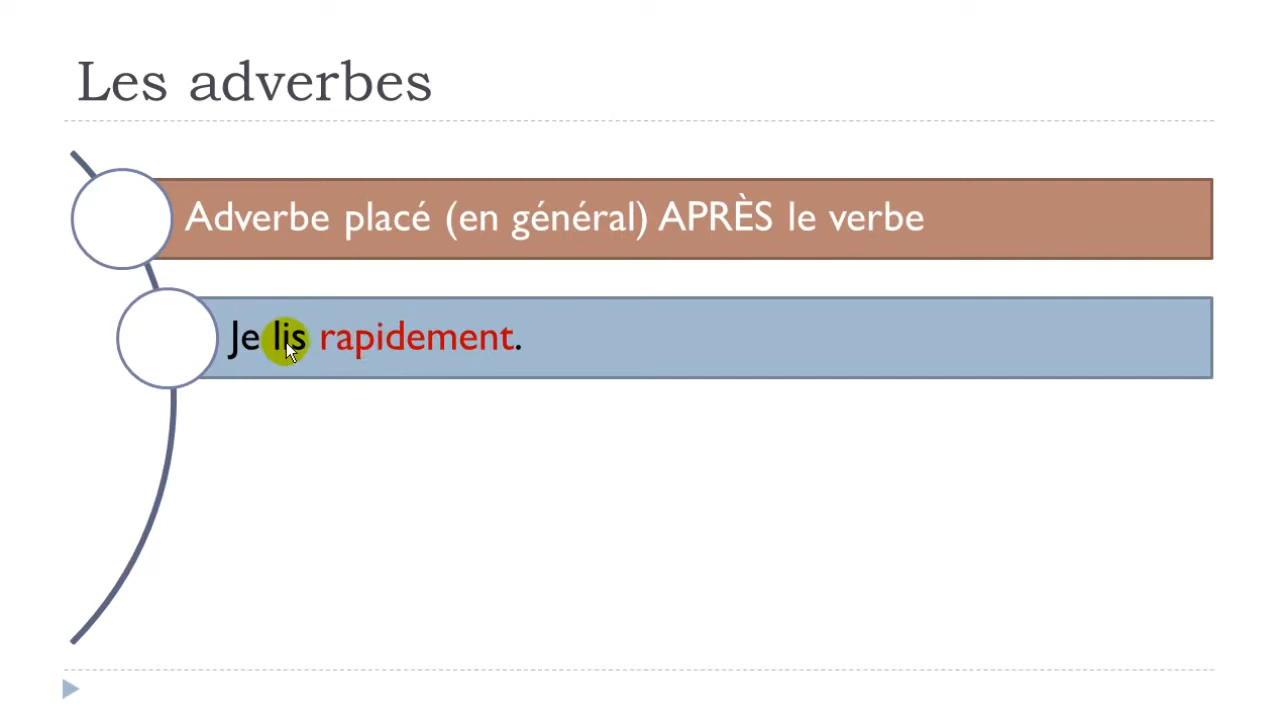 Les adverbes
Adverbe placé (en général) APRÈS le verbe
Je lis rapidement.